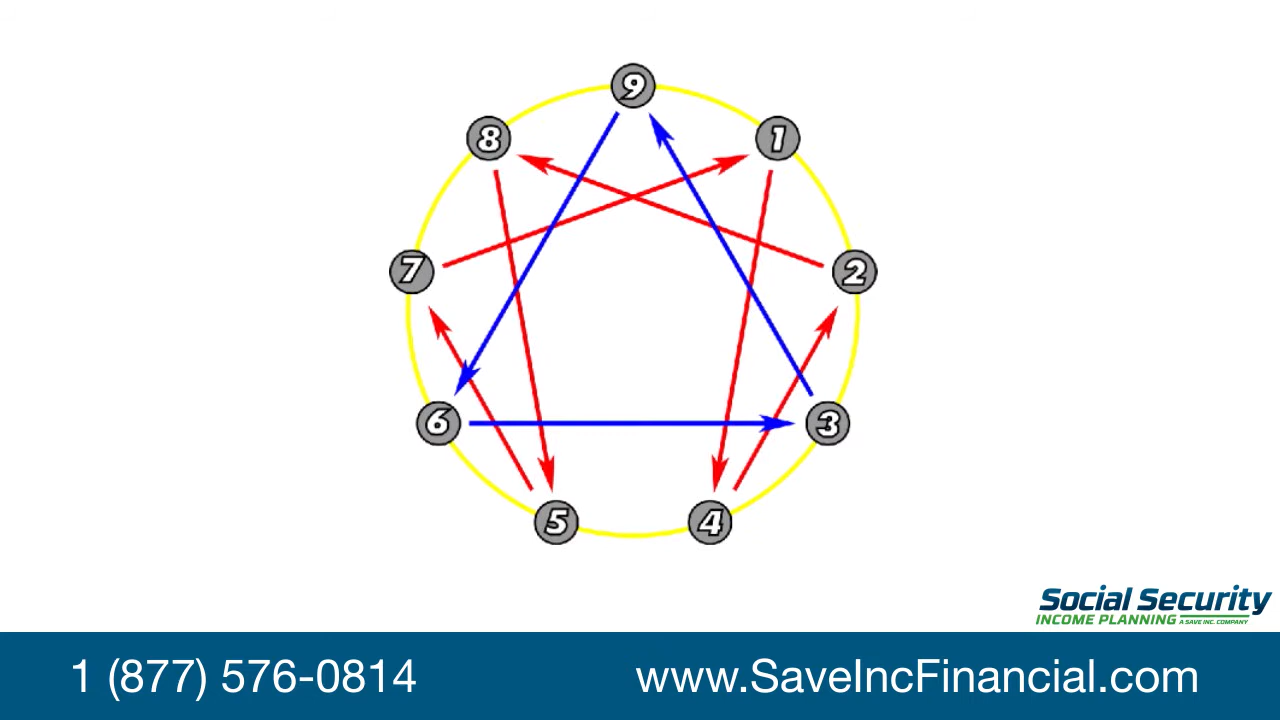 9
8
1
7
2
6
3
5
4
Social Security
INCOME PLANNING A SAVE INC. COMPANY
1 (877) 576-0814
www.SaveIncFinancial.com